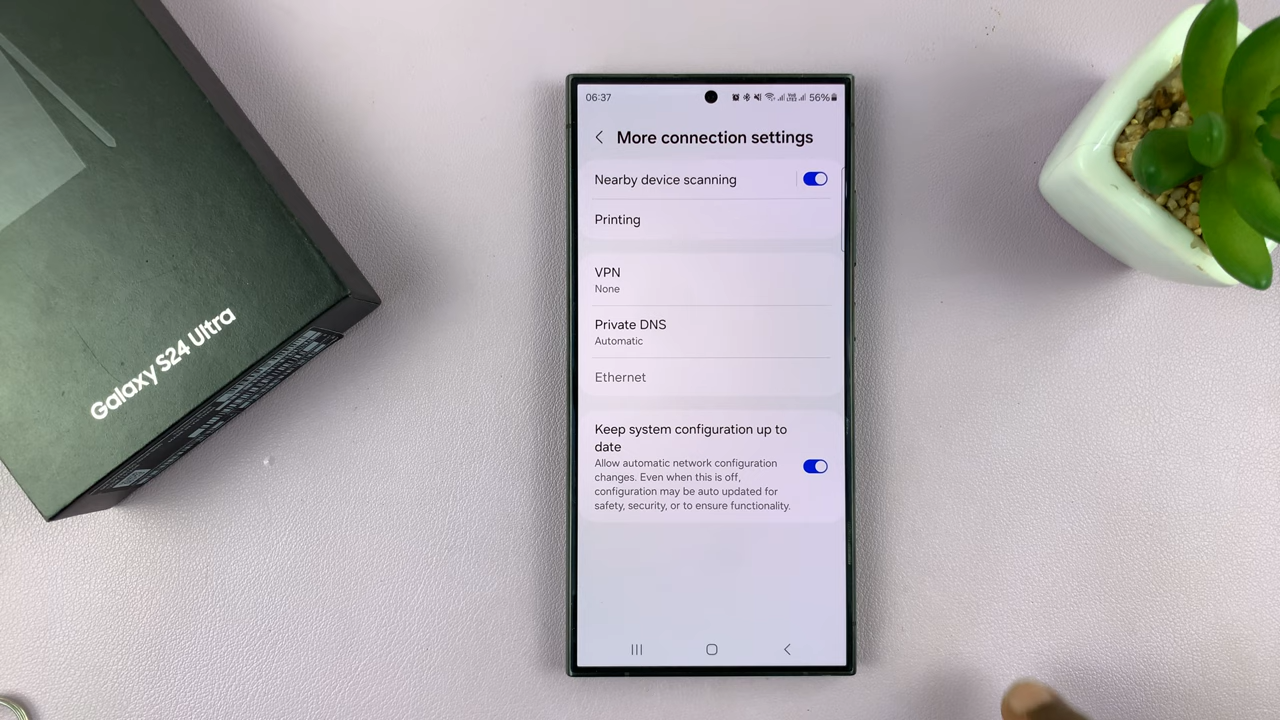 Galaxy S24 Ultra
06:37
56%
More connection settings
Nearby device scanning
Printing
VPN
None
Private DNS
Automatic
Ethernet
Keep system configuration up to
date
Allow automatic network configuration
changes. Even when this is off,
configuration may be auto updated for
safety, security, or to ensure functionality.